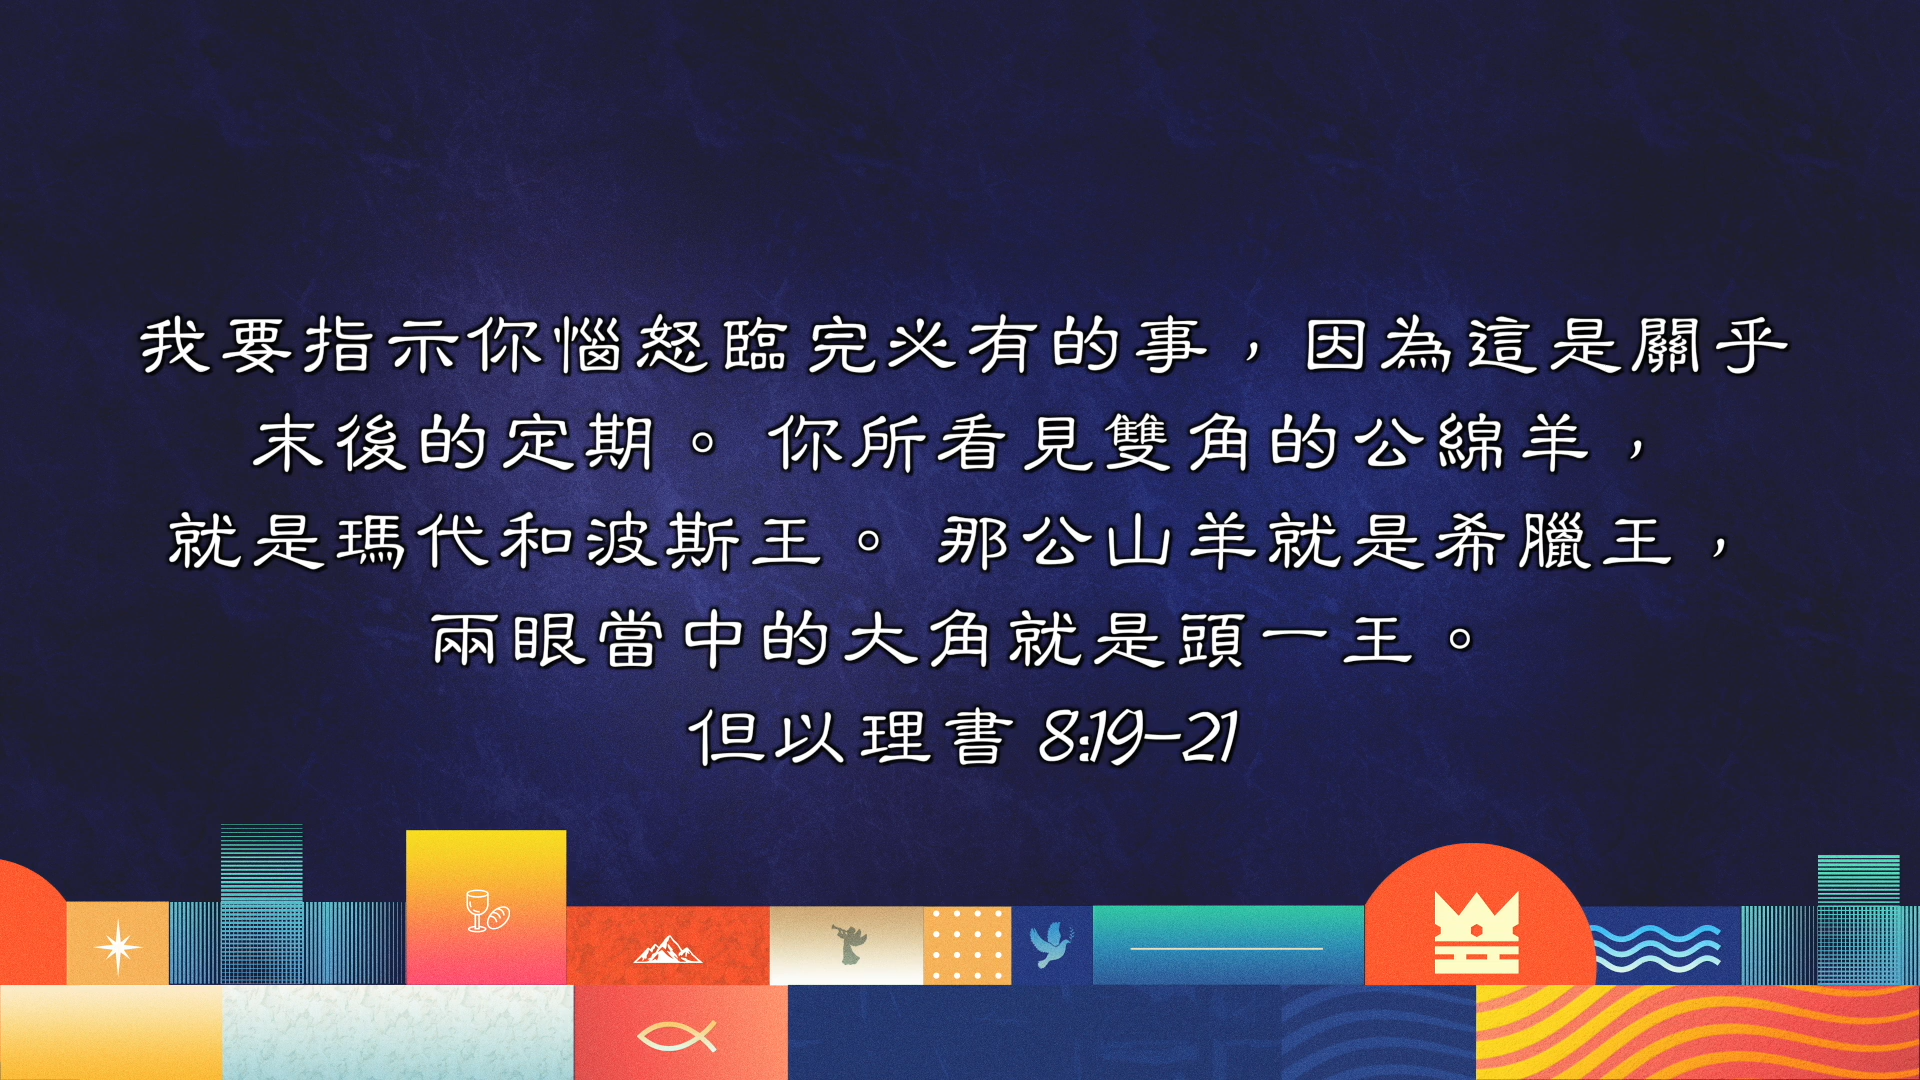 我要指示你惱怒臨完必有的事，因為這是關乎
末後的定期。 你所看見雙角的公綿羊，
就是瑪代和波斯王。 那公山羊就是希臘王，
兩眼當中的大角就是頭一王。
但以理書 8:19-21